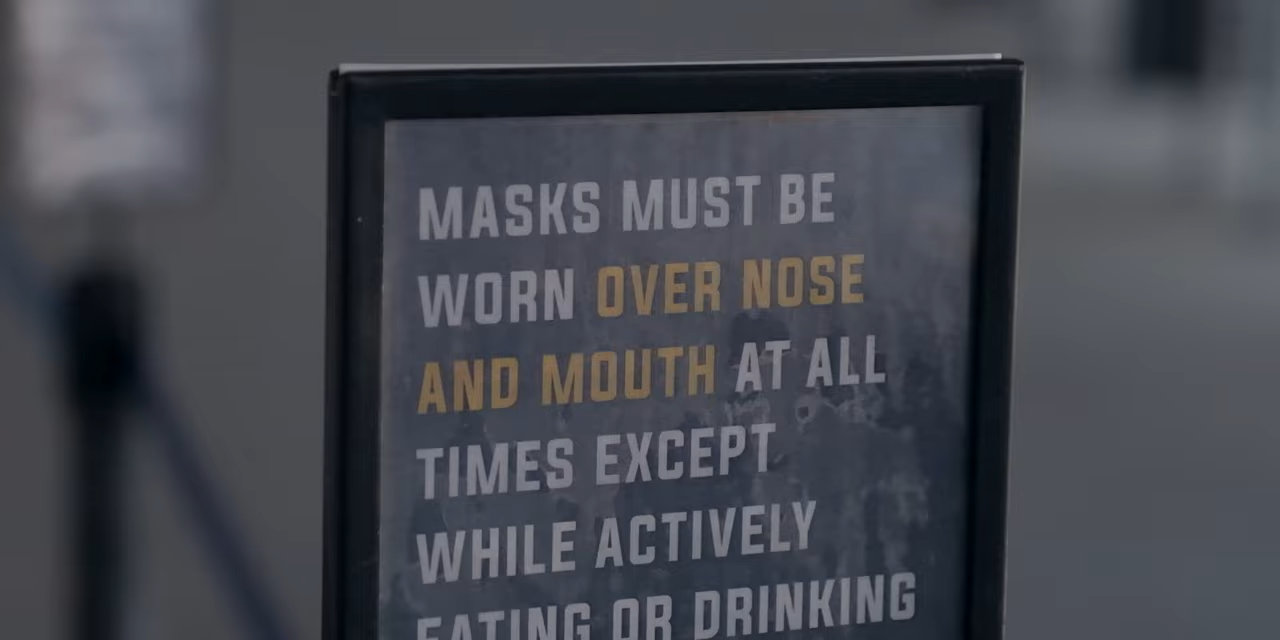 MASKS MUST BE
WORN OVER NOSE
AND MOUTH AT ALL
TIMES EXCEPT
WHILE ACTIVELY
EATING OR DRINKING